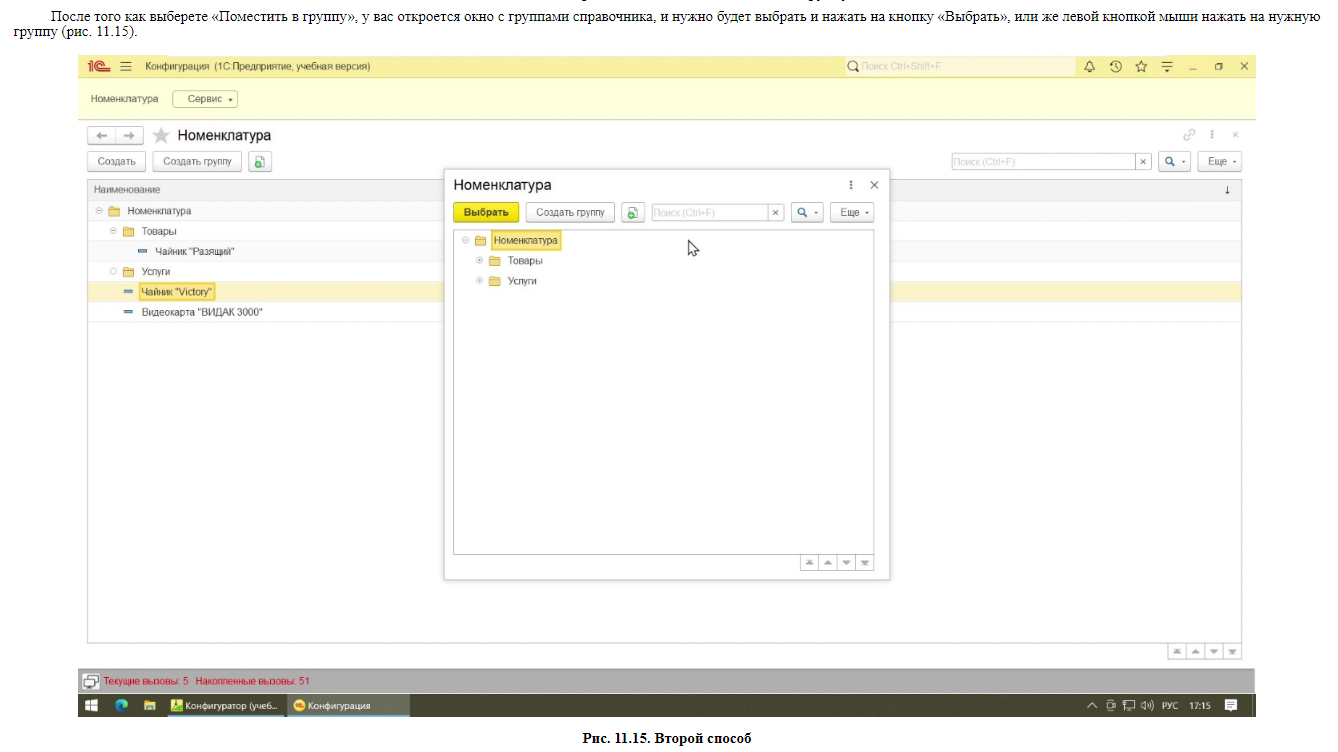 После того как выберете «Поместить в группу», у вас откроется окно с группами справочника, и нужно будет выбрать и нажать на кнопку «Выбрать», или же левой кнопкой мыши нажать на нужную
группу (рис. 11.15).
Конфигурация (1С:Предприятие, учебная версия)
Поиск Ctrl+Shift+F
Номенклатура
Сервис
Номенклатура
Создать
Создать группу
Поиск (Ctrl+F)
Еще
Наименование
Номенклатура
Товары
Чайник "Разящий"
Услуги
Чайник "Victory"
Видеокарта "ВИДАК 3000"
Номенклатура
Выбрать
Создать группу
Поиск (Ctrl+F)
Еще
Номенклатура
Товары
Услуги
Текущие вызовы: 5 Накопленные вызовы: 51
Конфигуратор (учеб...
Конфигурация
РУС
17:15
Рис. 11.15. Второй способ